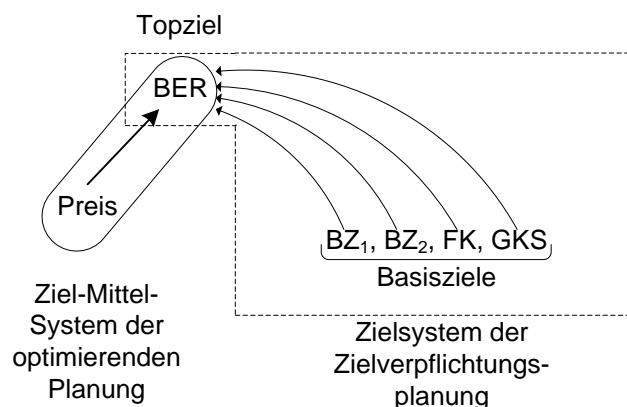 Topziel
BER
Preis
BZ₁, BZ₂, FK, GKS
Basisziele
Ziel-Mittel-
System der
optimierenden
Planung
Zielsystem der
Zielverpflichtungs-
planung